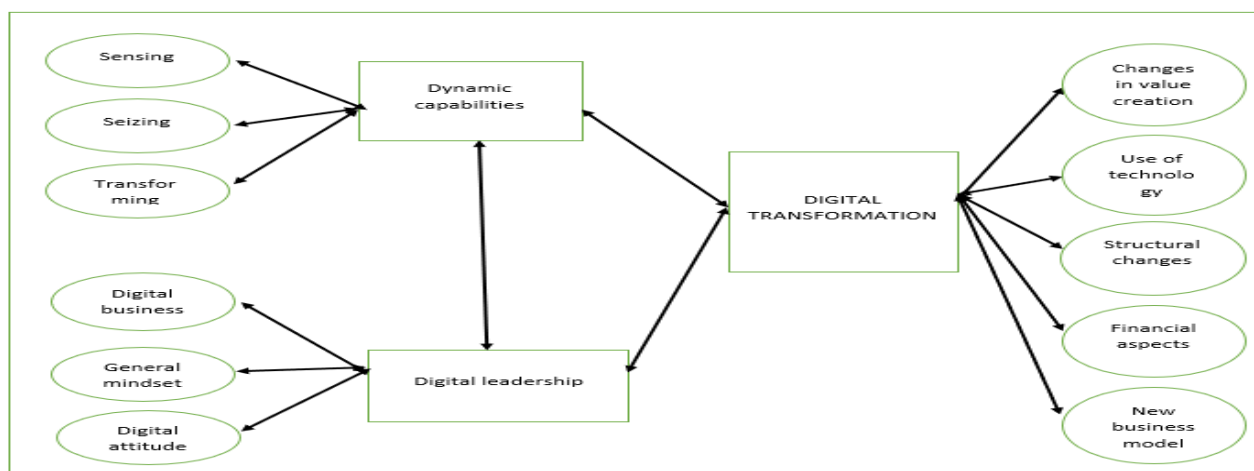 Sensing
Seizing
Transfor
ming
Dynamic
capabilities
Digital
business
General
mindset
Digital
attitude
Digital leadership
DIGITAL
TRANSFORMATION
Changes
in value
creation
Use of
technolo
gy
Structural
changes
Financial
aspects
New
business
model